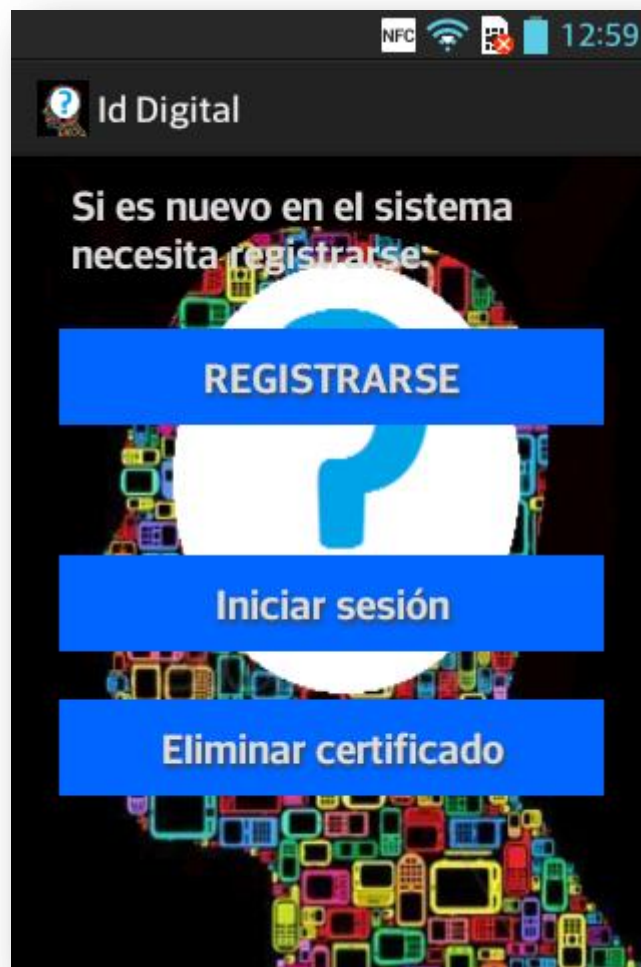 NFC 12:59
Id Digital
Si es nuevo en el sistema
necesita registrarse.
REGISTRARSE
Iniciar sesión
Eliminar certificado